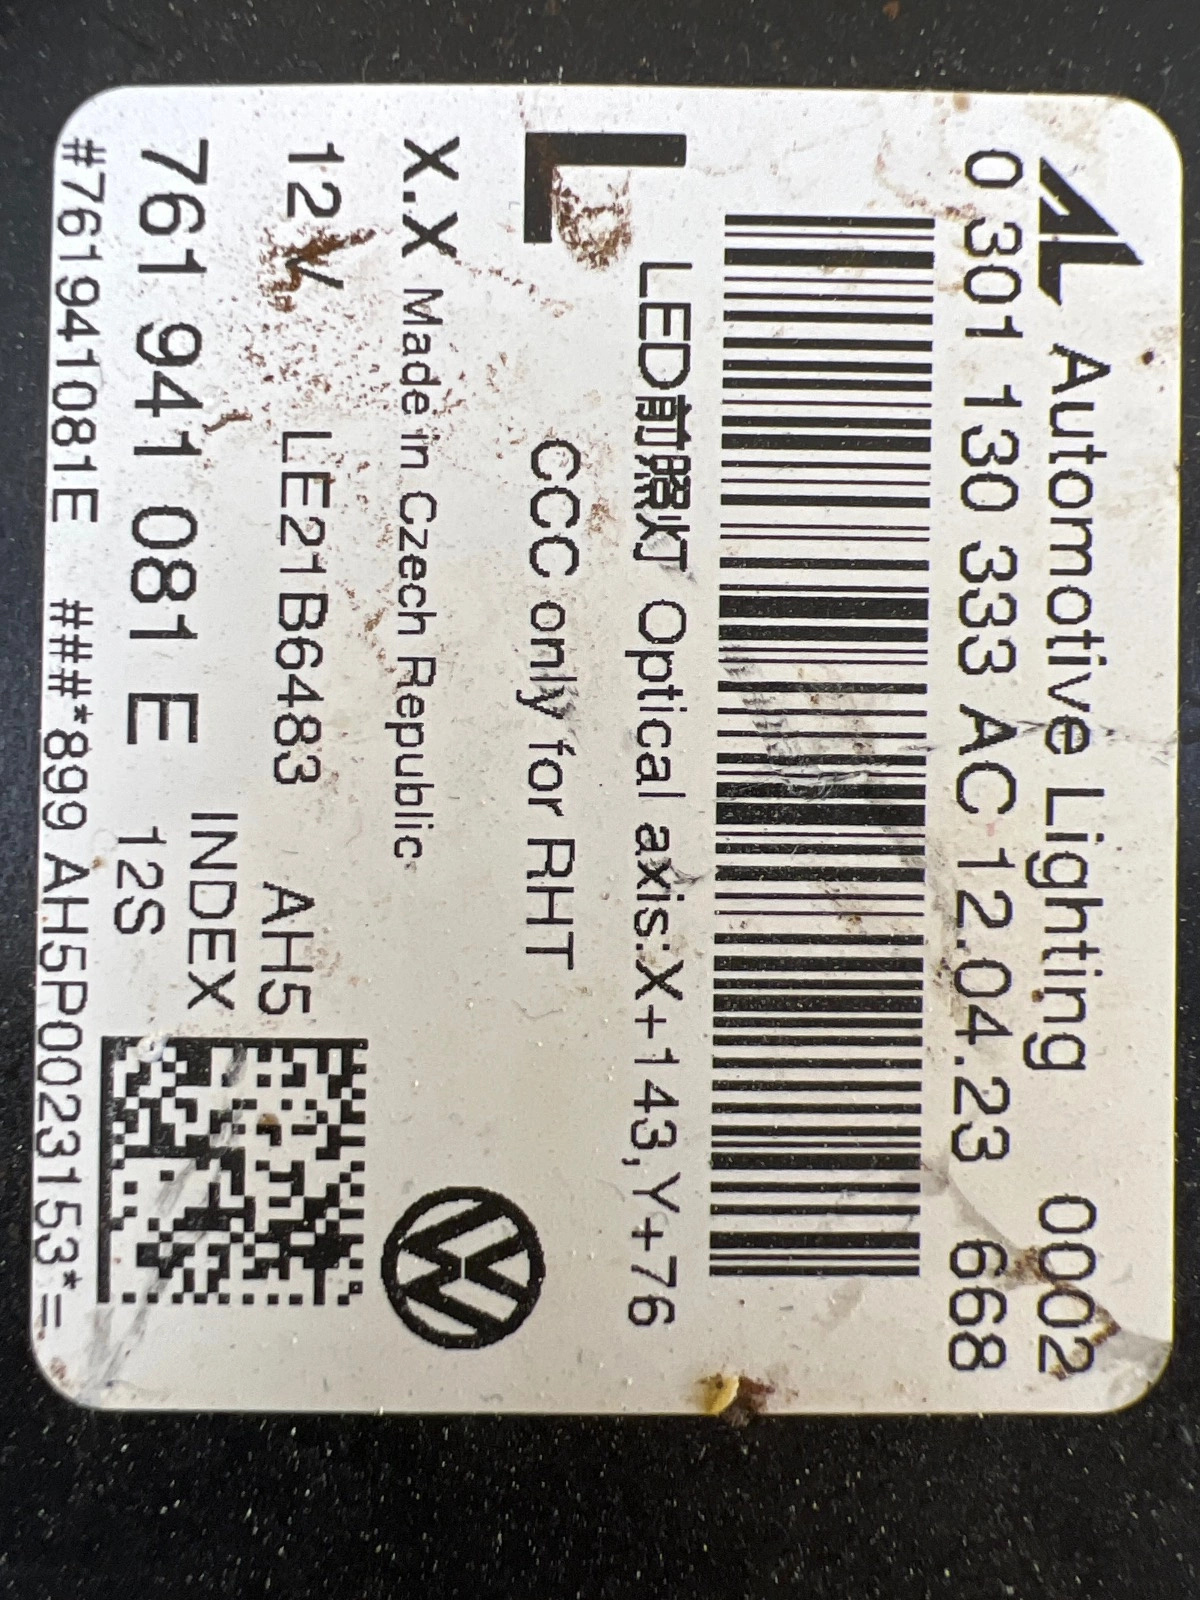 AL Automotive Lighting 0002
0 301 130 333 AC 12.04.23 668
LED前照灯 Optical axis:X+143,Y+76
L CCC only for RHT
X.X Made in Czech Republic
12V LE21B6483 AH5
761 941 081 E INDEX
12S
#761941081E ###*899 AH5P0023153*=